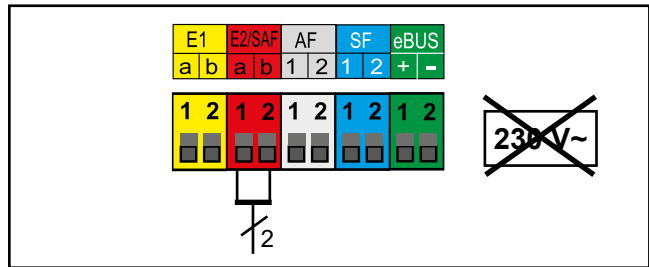 E1 E2/SAF AF SF eBUS
a b a b 1 2 1 2 + -
1 2 1 2 1 2 1 2 1 2
230 V~
2